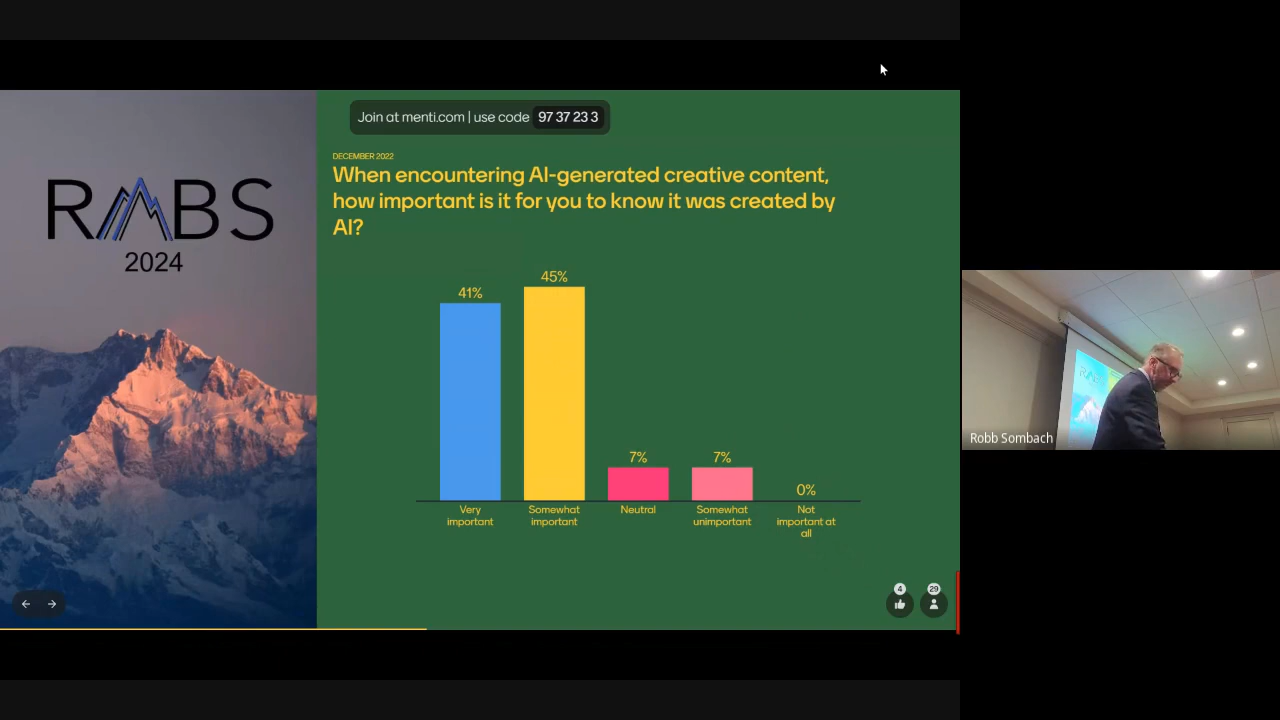 Join at menti.com | use code 97 37 23 3
RMBS
2024
DECEMBER 2022
When encountering AI-generated creative content,
how important is it for you to know it was created by
AI?
41%
45%
7%
7%
0%
Very
important
Somewhat
important
Neutral
Somewhat
unimportant
Not
important at
all
4
29
Robb Sombach